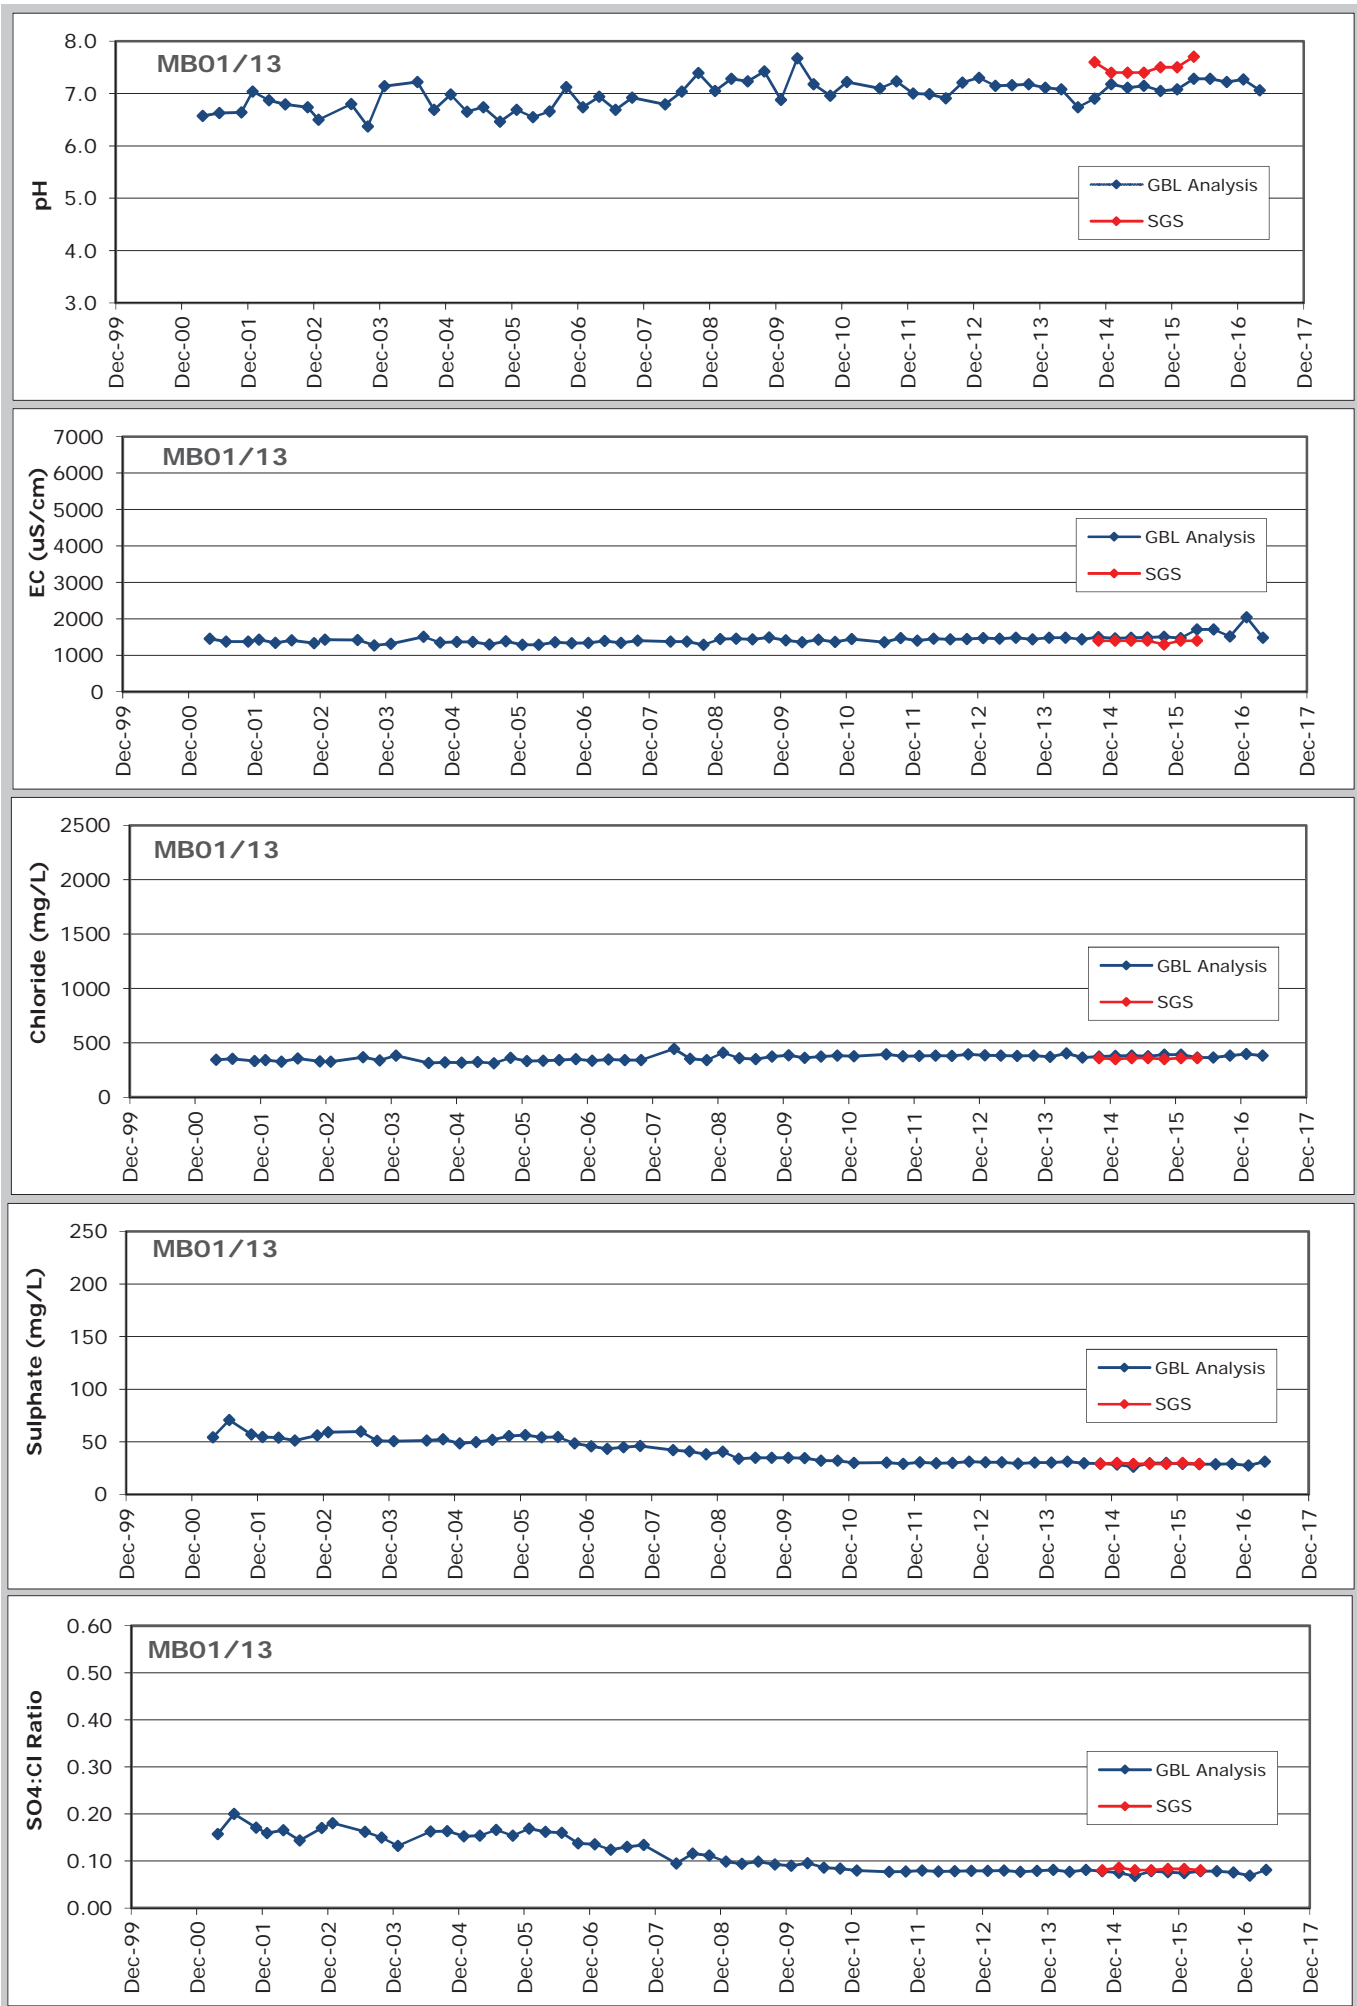 MB01/13
pH
8.0
7.0
6.0
5.0
4.0
3.0
GBL Analysis
SGS
Dec-99
Dec-00
Dec-01
Dec-02
Dec-03
Dec-04
Dec-05
Dec-06
Dec-07
Dec-08
Dec-09
Dec-10
Dec-11
Dec-12
Dec-13
Dec-14
Dec-15
Dec-16
Dec-17
MB01/13
EC (uS/cm)
7000
6000
5000
4000
3000
2000
1000
0
GBL Analysis
SGS
Dec-99
Dec-00
Dec-01
Dec-02
Dec-03
Dec-04
Dec-05
Dec-06
Dec-07
Dec-08
Dec-09
Dec-10
Dec-11
Dec-12
Dec-13
Dec-14
Dec-15
Dec-16
Dec-17
MB01/13
Chloride (mg/L)
2500
2000
1500
1000
500
0
GBL Analysis
SGS
Dec-99
Dec-00
Dec-01
Dec-02
Dec-03
Dec-04
Dec-05
Dec-06
Dec-07
Dec-08
Dec-09
Dec-10
Dec-11
Dec-12
Dec-13
Dec-14
Dec-15
Dec-16
Dec-17
MB01/13
Sulphate (mg/L)
250
200
150
100
50
0
GBL Analysis
SGS
Dec-99
Dec-00
Dec-01
Dec-02
Dec-03
Dec-04
Dec-05
Dec-06
Dec-07
Dec-08
Dec-09
Dec-10
Dec-11
Dec-12
Dec-13
Dec-14
Dec-15
Dec-16
Dec-17
MB01/13
SO4:Cl Ratio
0.60
0.50
0.40
0.30
0.20
0.10
0.00
GBL Analysis
SGS
Dec-99
Dec-00
Dec-01
Dec-02
Dec-03
Dec-04
Dec-05
Dec-06
Dec-07
Dec-08
Dec-09
Dec-10
Dec-11
Dec-12
Dec-13
Dec-14
Dec-15
Dec-16
Dec-17